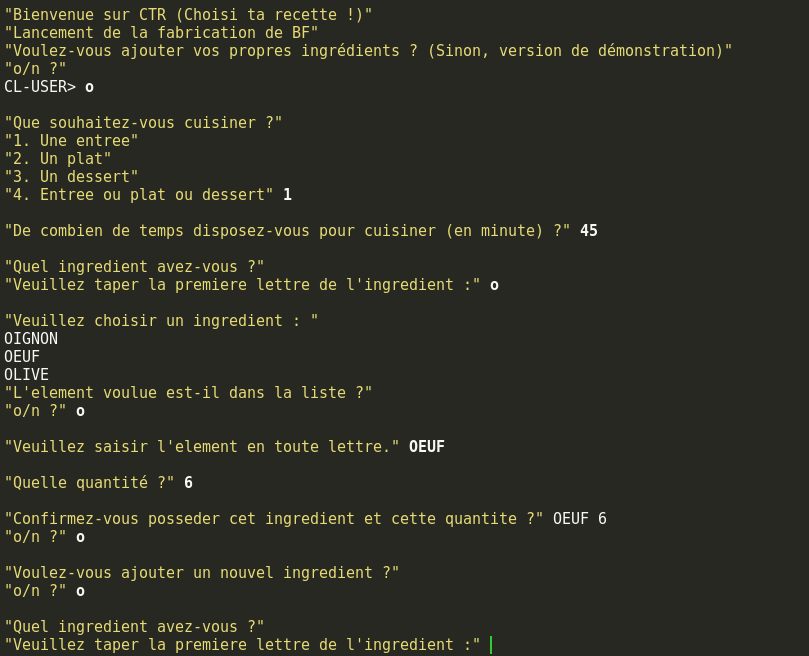 "Bienvenue sur CTR (Choisi ta recette !)"
"Lancement de la fabrication de BF"
"Voulez-vous ajouter vos propres ingrédients ? (Sinon, version de démonstration)"
"o/n ?"
CL-USER> o
"Que souhaitez-vous cuisiner ?"
"1. Une entree"
"2. Un plat"
"3. Un dessert"
"4. Entree ou plat ou dessert" 1
"De combien de temps disposez-vous pour cuisiner (en minute) ?" 45
"Quel ingredient avez-vous ?"
"Veuillez taper la premiere lettre de l'ingredient :" o
"Veuillez choisir un ingredient : "
OIGNON
OEUF
OLIVE
"L'element voulue est-il dans la liste ?"
"o/n ?" o
"Veuillez saisir l'element en toute lettre." OEUF
"Quelle quantité ?" 6
"Confirmez-vous posseder cet ingredient et cette quantite ?" OEUF 6
"o/n ?" o
"Voulez-vous ajouter un nouvel ingredient ?"
"o/n ?" o
"Quel ingredient avez-vous ?"
"Veuillez taper la premiere lettre de l'ingredient :"